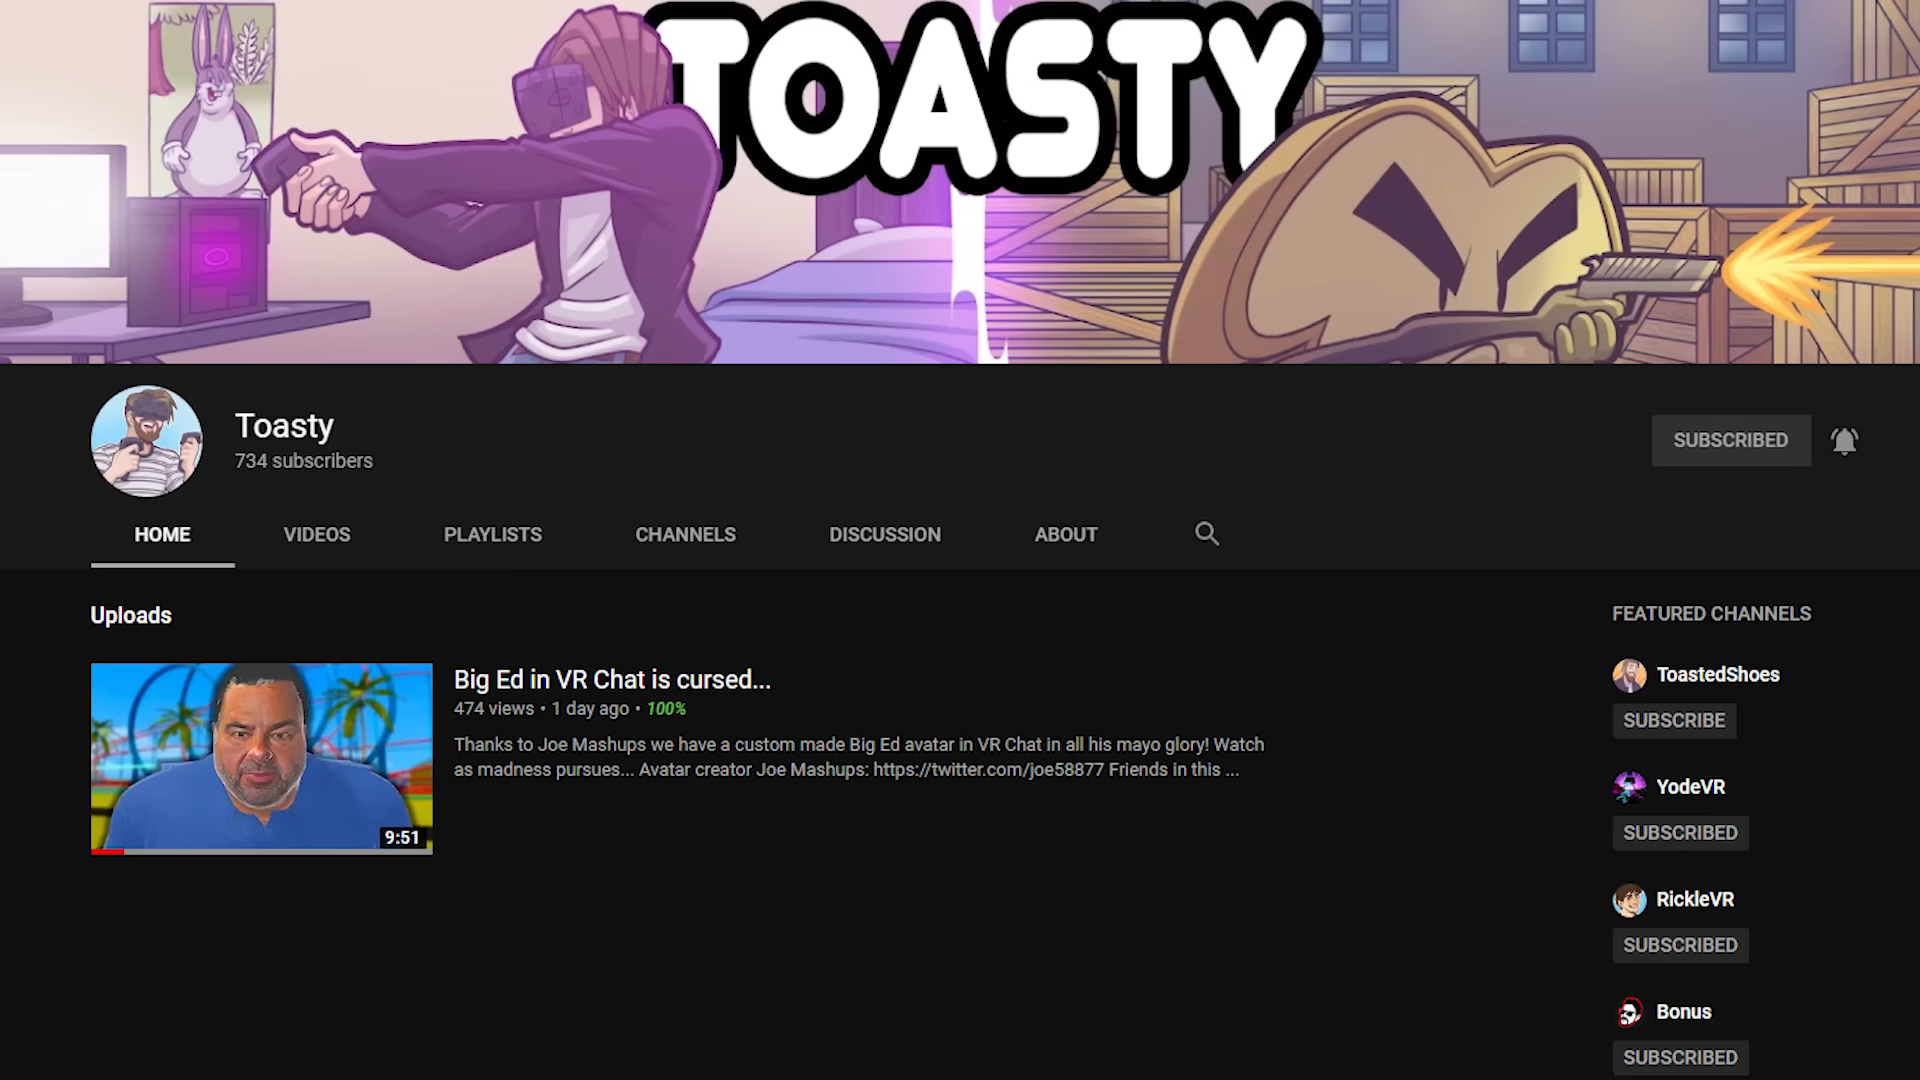 TOASTY
Toasty
734 subscribers
SUBSCRIBED
HOME VIDEOS PLAYLISTS CHANNELS DISCUSSION ABOUT
Uploads
Big Ed in VR Chat is cursed...
474 views • 1 day ago • 100%
Thanks to Joe Mashups we have a custom made Big Ed avatar in VR Chat in all his mayo glory! Watch
as madness pursues... Avatar creator Joe Mashups: https://twitter.com/joe58877 Friends in this ...
9:51
FEATURED CHANNELS
ToastedShoes
SUBSCRIBE
YodeVR
SUBSCRIBED
RickleVR
SUBSCRIBED
Bonus
SUBSCRIBED